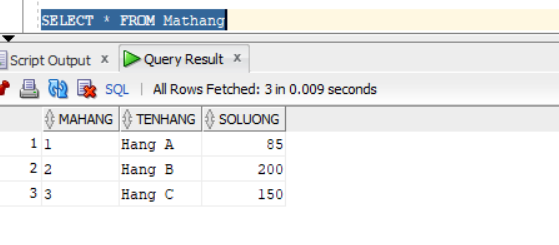 SELECT * FROM Mathang
Script Output x Query Result x
SQL | All Rows Fetched: 3 in 0.009 seconds
MAHANG TENHANG SOLUONG
1 1 Hang A 85
2 2 Hang B 200
3 3 Hang C 150